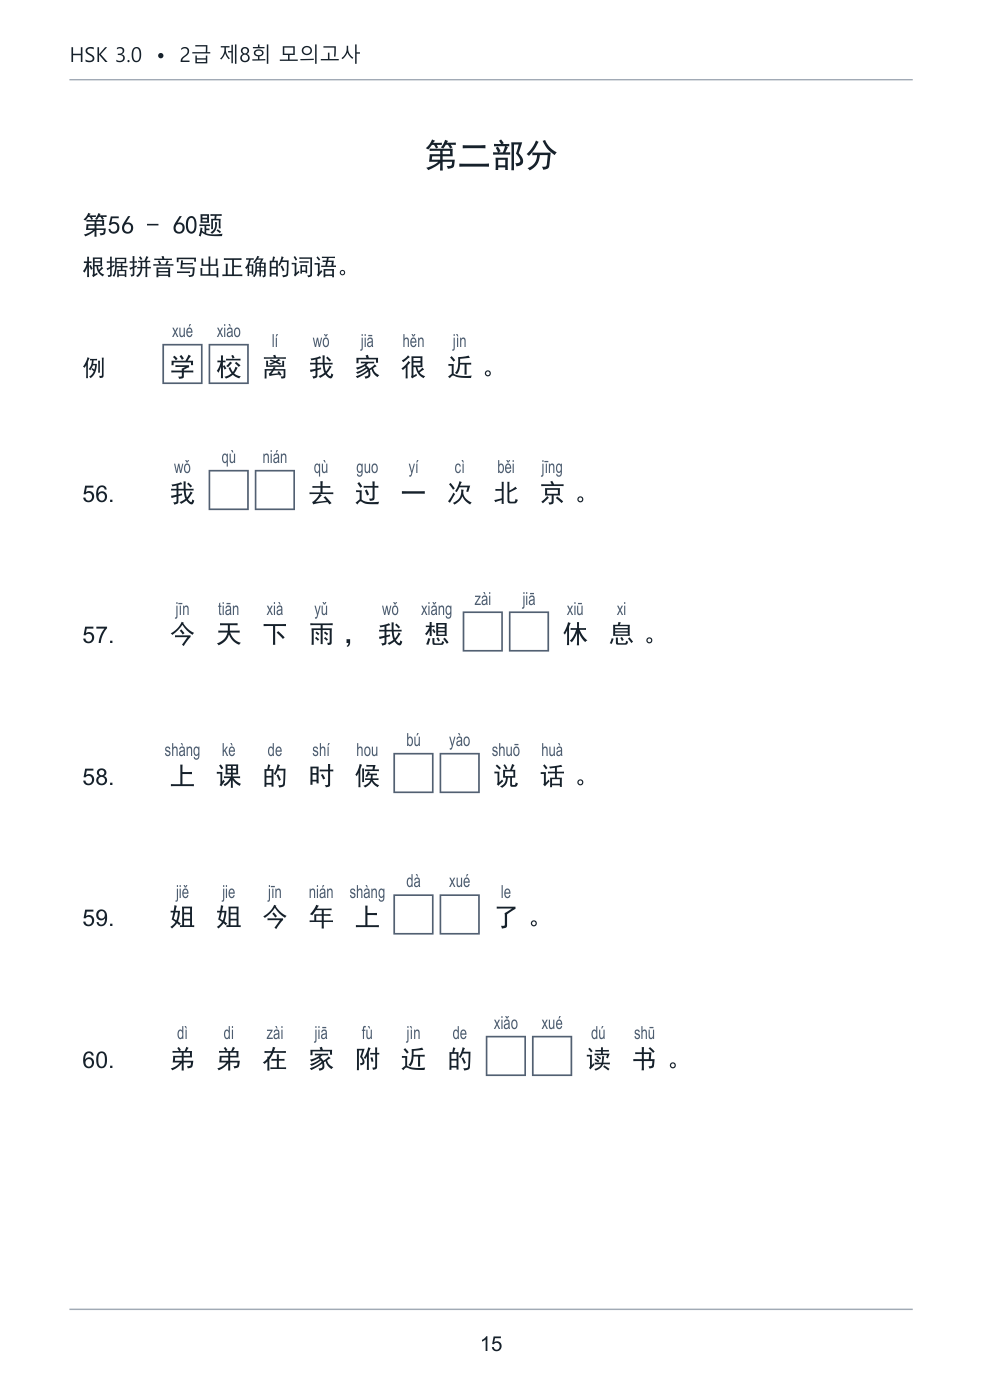 HSK 3.0 • 2급 제8회 모의고사
第二部分
第56 － 60题
根据拼音写出正确的词语。
xué xiào lí wǒ jiā hěn jìn
例 学 校 离 我 家 很 近 。
wǒ qù nián qù guo yí cì běi jīng
56. 我 去 过 一 次 北 京 。
jīn tiān xià yǔ wǒ xiǎng zài jiā xiū xi
57. 今 天 下 雨 ， 我 想 休 息 。
shàng kè de shí hou bú yào shuō huà
58. 上 课 的 时 候 说 话 。
jiě jie jīn nián shàng dà xué le
59. 姐 姐 今 年 上 了 。
dì di zài jiā fù jìn de xiǎo xué dú shū
60. 弟 弟 在 家 附 近 的 读 书 。
15